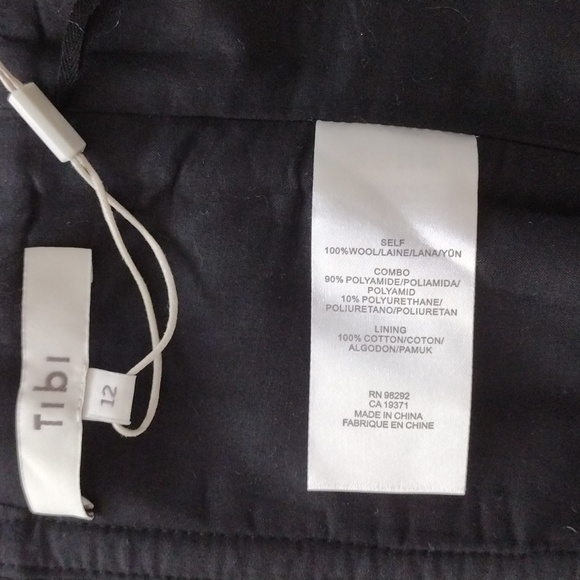 Tibi
12
SELF
100%WOOL/LAINE/LANA/YÜN
COMBO
90% POLYAMIDE/POLIAMIDA/
POLYAMID
10% POLYURETHANE/
POLIURETANO/POLIURETAN
LINING
100% COTTON/COTON/
ALGODON/PAMUK
RN 98292
CA 19371
MADE IN CHINA
FABRIQUE EN CHINE